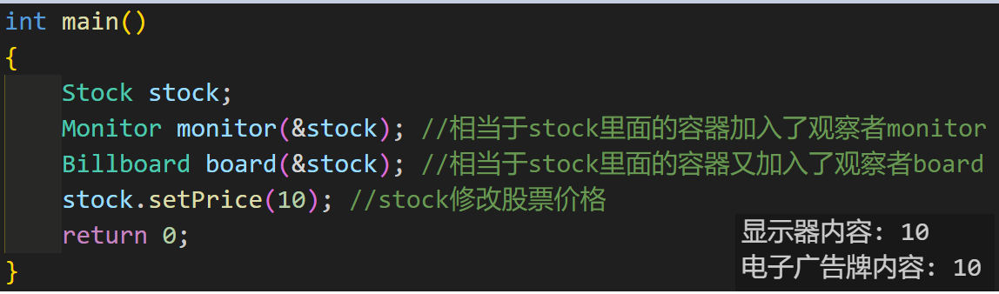 int main()
{
Stock stock;
Monitor monitor(&stock); //相当于stock里面的容器加入了观察者monitor
Billboard board(&stock); //相当于stock里面的容器又加入了观察者board
stock.setPrice(10); //stock修改股票价格
return 0;
}
显示器内容: 10
电子广告牌内容: 10